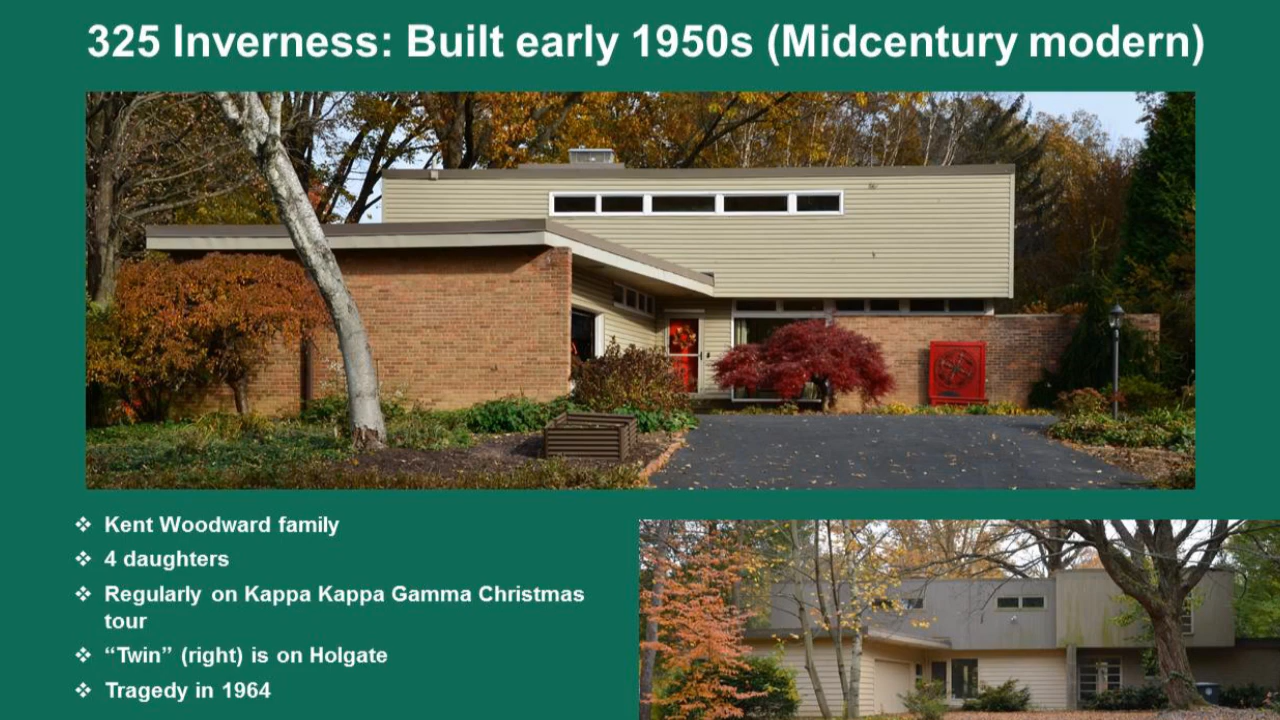 325 Inverness: Built early 1950s (Midcentury modern)
❖ Kent Woodward family
❖ 4 daughters
❖ Regularly on Kappa Kappa Gamma Christmas
tour
❖ “Twin” (right) is on Holgate
❖ Tragedy in 1964